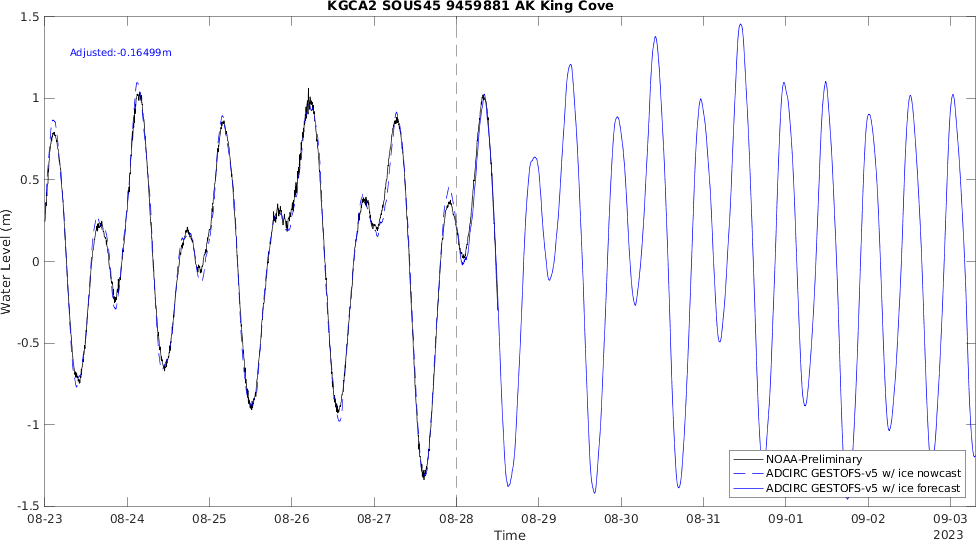 KGCA2 SOUS45 9459881 AK King Cove
Adjusted:-0.16499m
1.5
1
0.5
0
-0.5
-1
-1.5
Water Level (m)
NOAA-Preliminary
ADCIRC GESTOFS-v5 w/ ice nowcast
ADCIRC GESTOFS-v5 w/ ice forecast
08-23 08-24 08-25 08-26 08-27 08-28 08-29 08-30 08-31 09-01 09-02 09-03
Time
2023